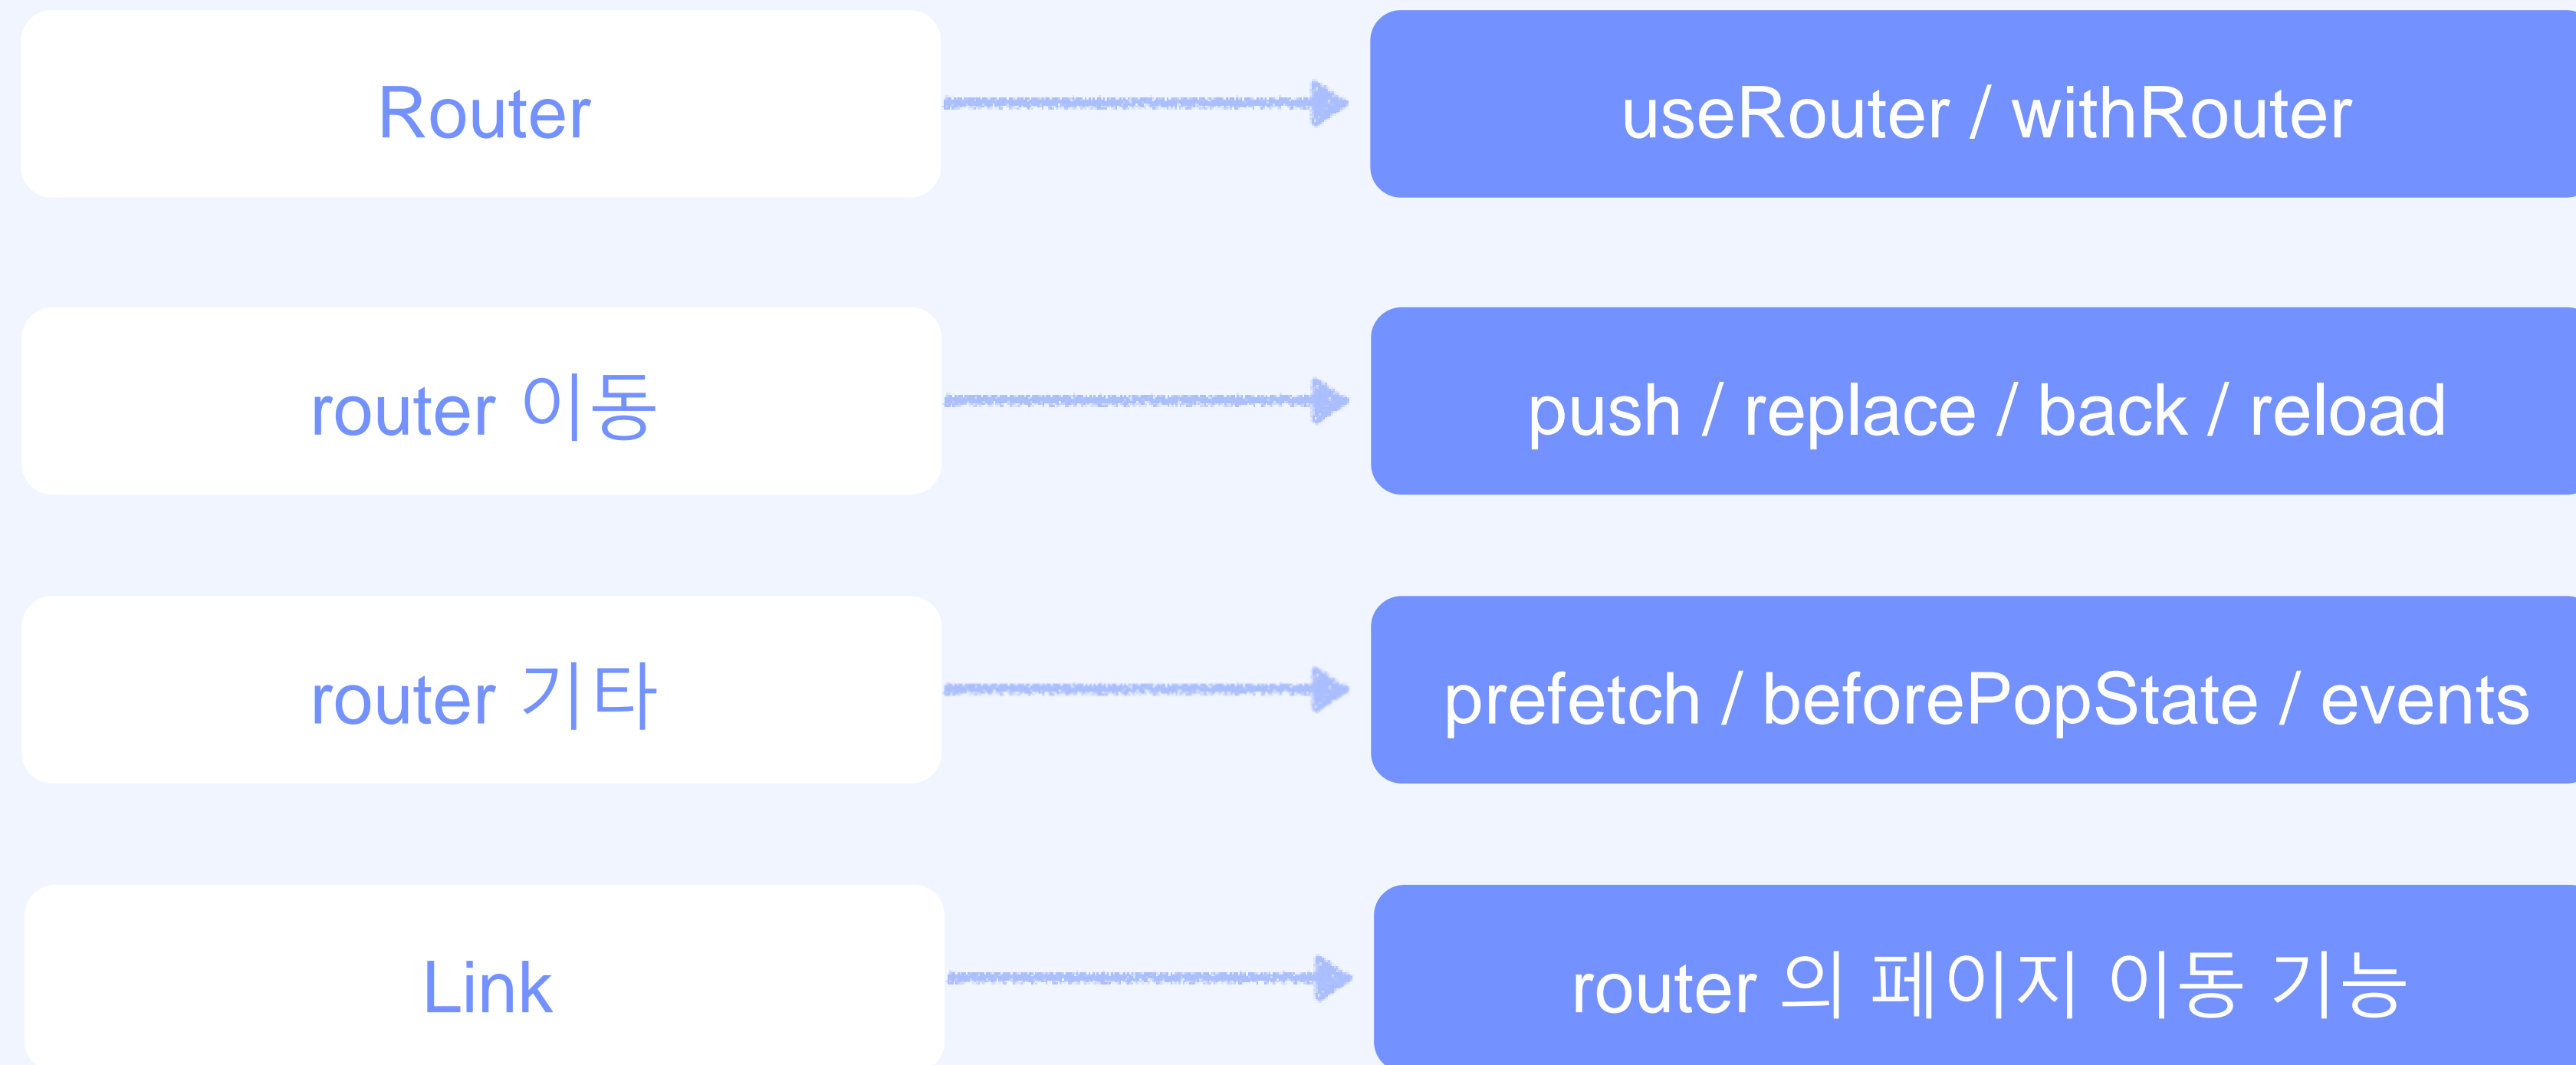 Router
useRouter / withRouter
router 이동
push / replace / back / reload
router 기타
prefetch / beforePopState / events
Link
router 의 페이지 이동 기능